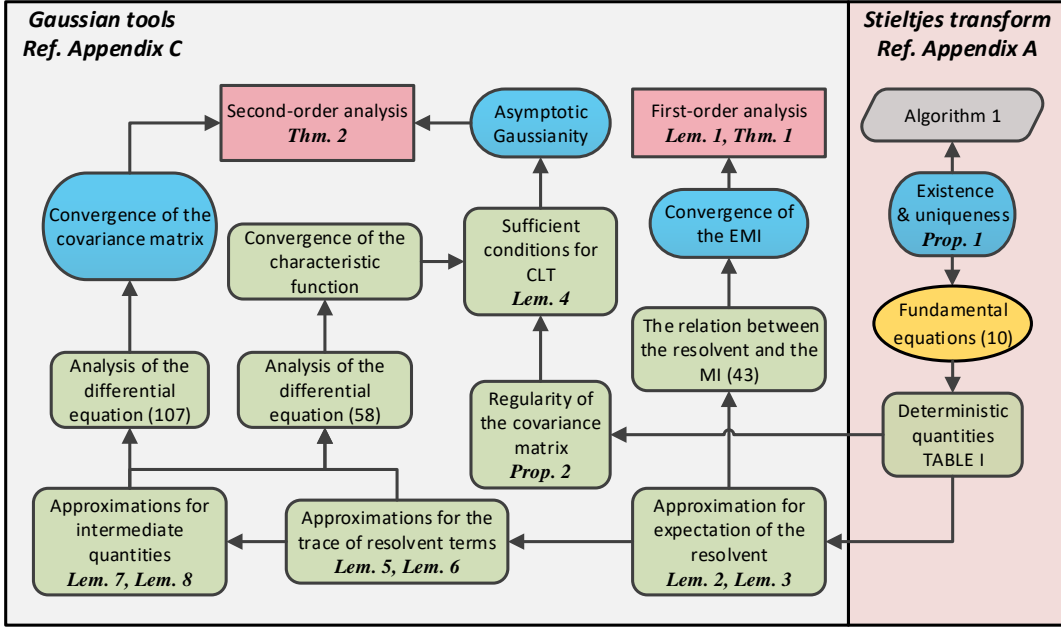 Gaussian tools
Ref. Appendix C
Stieltjes transform
Ref. Appendix A
Second-order analysis
Thm. 2
Asymptotic
Gaussianity
First-order analysis
Lem. 1, Thm. 1
Algorithm 1
Convergence of the
covariance matrix
Convergence of the
characteristic
function
Sufficient
conditions for
CLT
Lem. 4
Convergence of
the EMI
Existence
& uniqueness
Prop. 1
Fundamental
equations (10)
Analysis of the
differential
equation (107)
Analysis of the
differential
equation (58)
Regularity of
the covariance
matrix
Prop. 2
The relation between
the resolvent and the
MI (43)
Deterministic
quantities
TABLE I
Approximations for
intermediate
quantities
Lem. 7, Lem. 8
Approximations for the
trace of resolvent terms
Lem. 5, Lem. 6
Approximation for
expectation of the
resolvent
Lem. 2, Lem. 3